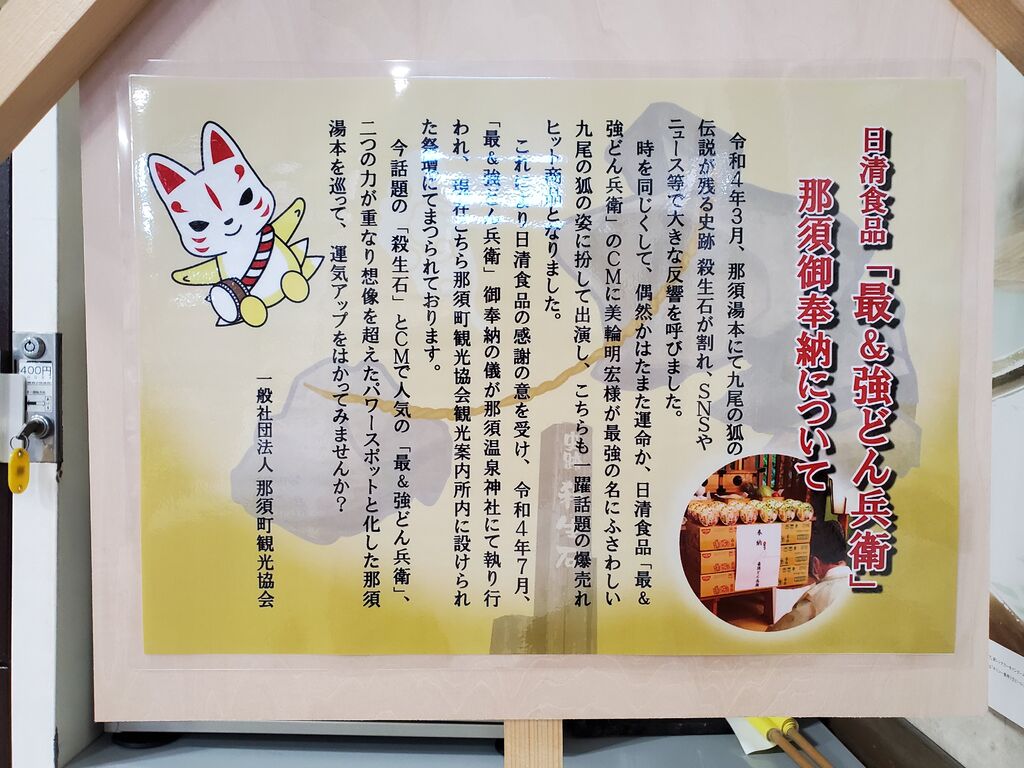 日清食品「最＆強どん兵衛」
那須御奉納について
令和４年３月、那須湯本にて九尾の狐の
伝説が残る史跡 殺生石が割れ、ＳＮＳや
ニュース等で大きな反響を呼びました。
時を同じくして、偶然かはたまた運命か、日清食品「最＆
強どん兵衛」のＣＭに美輪明宏様が最強の名にふさわしい
九尾の狐の姿に扮して出演し、こちらも一躍話題の爆売れ
ヒット商品となりました。
これにより日清食品の感謝の意を受け、令和４年７月、
「最＆強どん兵衛」御奉納の儀が那須温泉神社にて執り行
われ、現在こちら那須町観光協会観光案内所内に設けられ
た祭壇にてまつられております。
今話題の「殺生石」とＣＭで人気の「最＆強どん兵衛」、
二つの力が重なり想像を超えたパワースポットと化した那須
湯本を巡って、運気アップをはかってみませんか？
一般社団法人 那須町観光協会
奉納
殺生石
400円